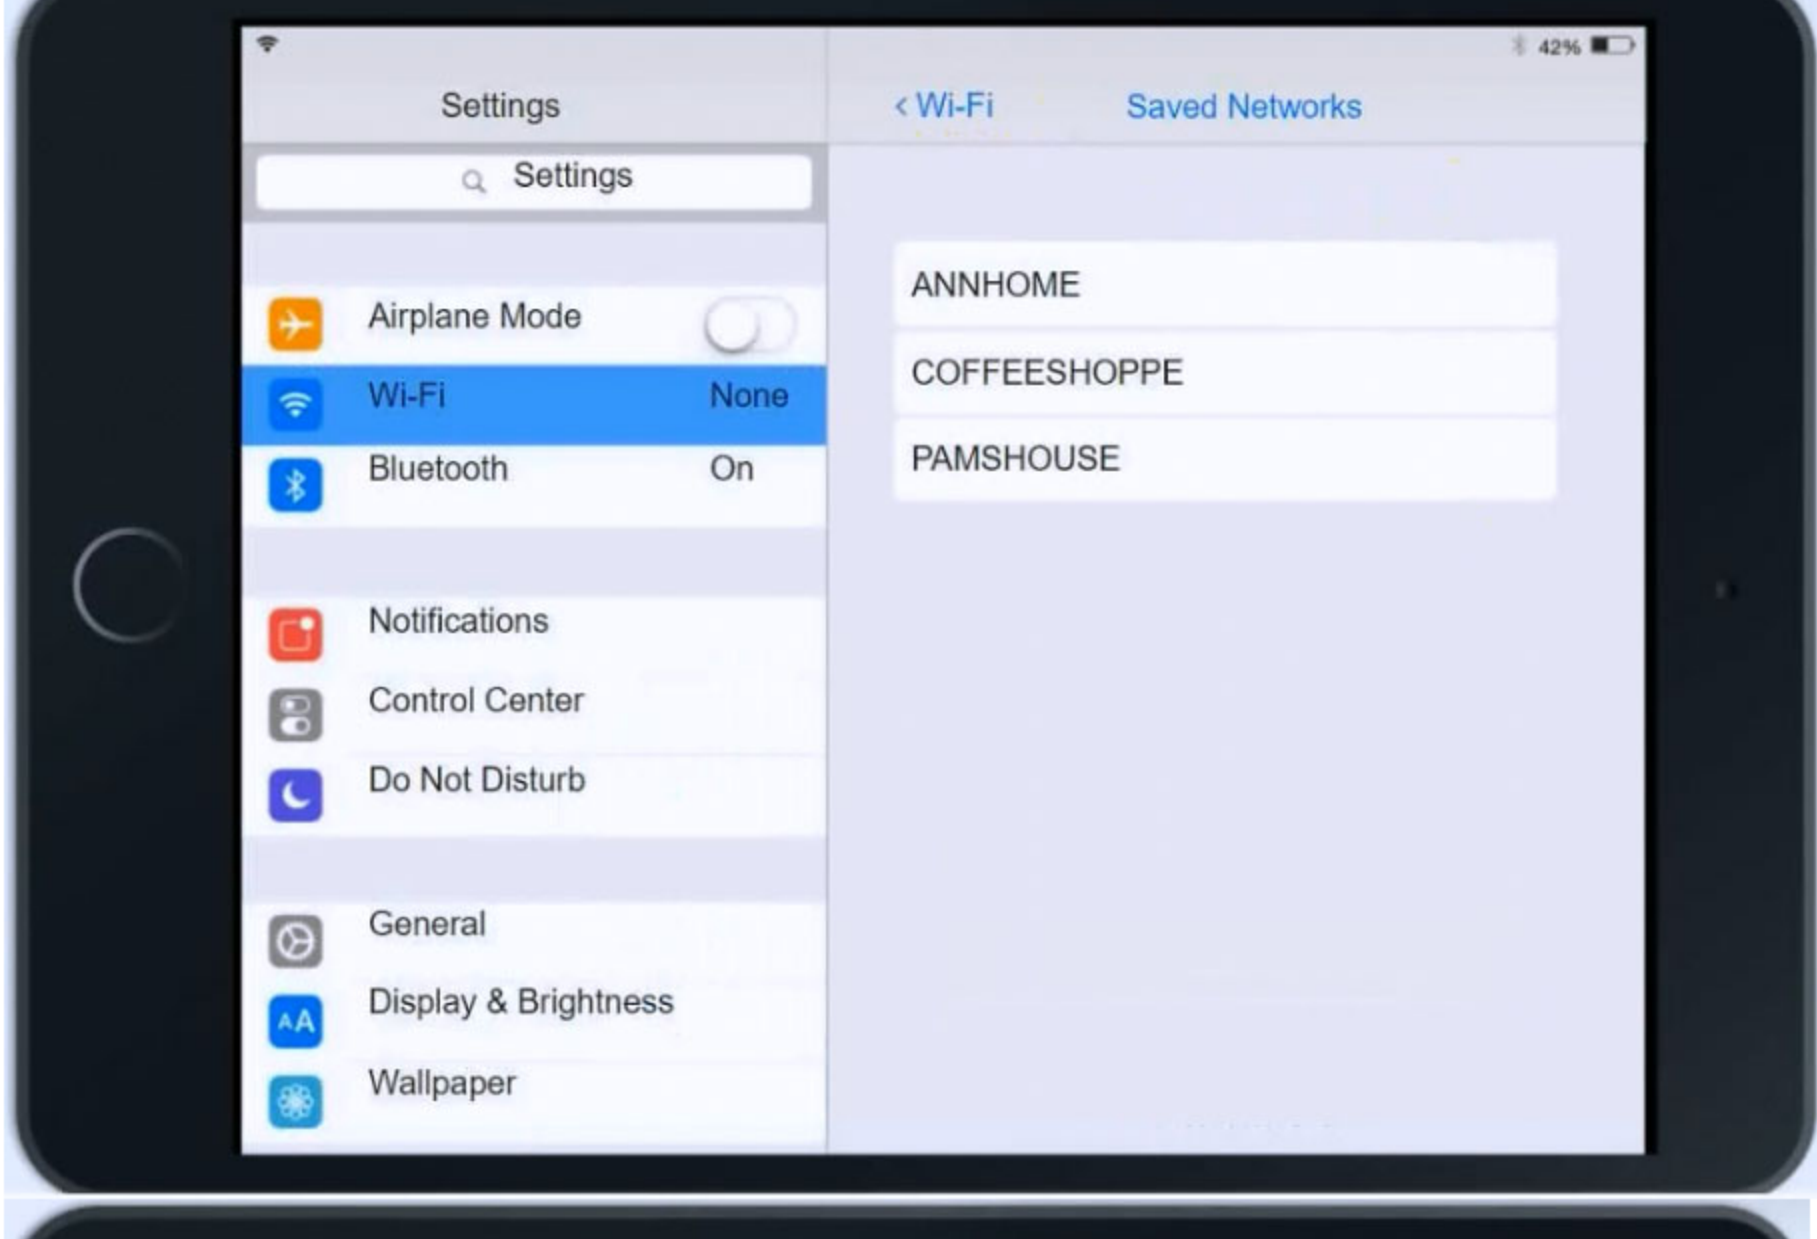 42%
Settings
< Wi-Fi
Saved Networks
Settings
Airplane Mode
Wi-Fi None
Bluetooth On
Notifications
Control Center
Do Not Disturb
General
AA Display & Brightness
Wallpaper
ANNHOME
COFFEESHOPPE
PAMSHOUSE